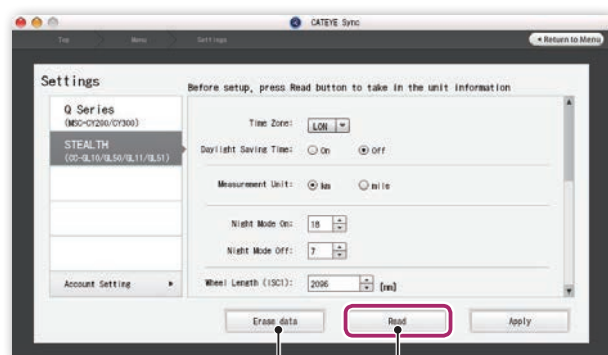 CATEYE Sync
Top Menu Settings
Return to Menu
Settings
Before setup, press Read button to take in the unit information
Q Series
(MSC-CY200/CY300)
STEALTH
(CC-GL10/GL50/GL11/GL51)
Account Setting
Time Zone: LON
Daylight Saving Time: On Off
Measurement Unit: km mile
Night Mode On: 18
Night Mode Off: 7
Wheel Length (ISC1): 2096 [mm]
Erase data Read Apply